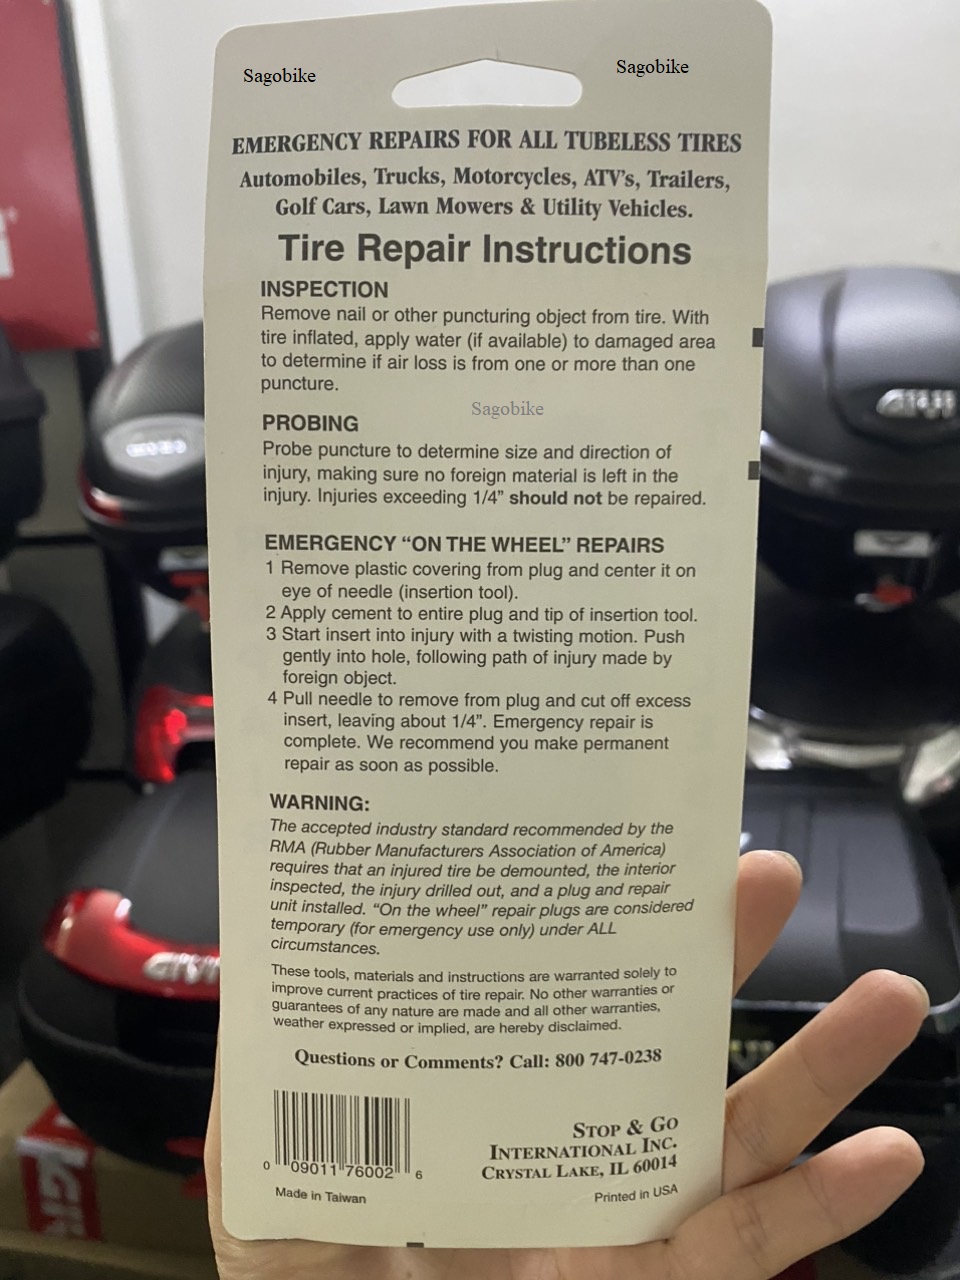 Sagobike
Sagobike
EMERGENCY REPAIRS FOR ALL TUBELESS TIRES
Automobiles, Trucks, Motorcycles, ATV's, Trailers,
Golf Cars, Lawn Mowers & Utility Vehicles.
Tire Repair Instructions
INSPECTION
Remove nail or other puncturing object from tire. With
tire inflated, apply water (if available) to damaged area
to determine if air loss is from one or more than one
puncture.
Sagobike
PROBING
Probe puncture to determine size and direction of
injury, making sure no foreign material is left in the
injury. Injuries exceeding 1/4” should not be repaired.
EMERGENCY “ON THE WHEEL” REPAIRS
1 Remove plastic covering from plug and center it on
eye of needle (insertion tool).
2 Apply cement to entire plug and tip of insertion tool.
3 Start insert into injury with a twisting motion. Push
gently into hole, following path of injury made by
foreign object.
4 Pull needle to remove from plug and cut off excess
insert, leaving about 1/4”. Emergency repair is
complete. We recommend you make permanent
repair as soon as possible.
WARNING:
The accepted industry standard recommended by the
RMA (Rubber Manufacturers Association of America)
requires that an injured tire be demounted, the interior
inspected, the injury drilled out, and a plug and repair
unit installed. “On the wheel” repair plugs are considered
temporary (for emergency use only) under ALL
circumstances.
These tools, materials and instructions are warranted solely to
improve current practices of tire repair. No other warranties or
guarantees of any nature are made and all other warranties,
weather expressed or implied, are hereby disclaimed.
Questions or Comments? Call: 800 747-0238
0 09011 76002 6
Made in Taiwan
STOP & GO
INTERNATIONAL INC.
CRYSTAL LAKE, IL 60014
Printed in USA
GIVI
GIVI